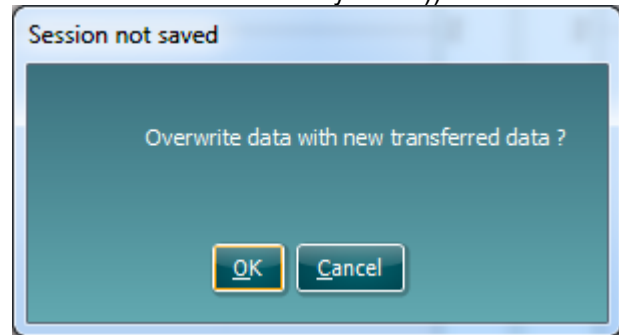 Session not saved
Overwrite data with new transferred data ?
OK
Cancel